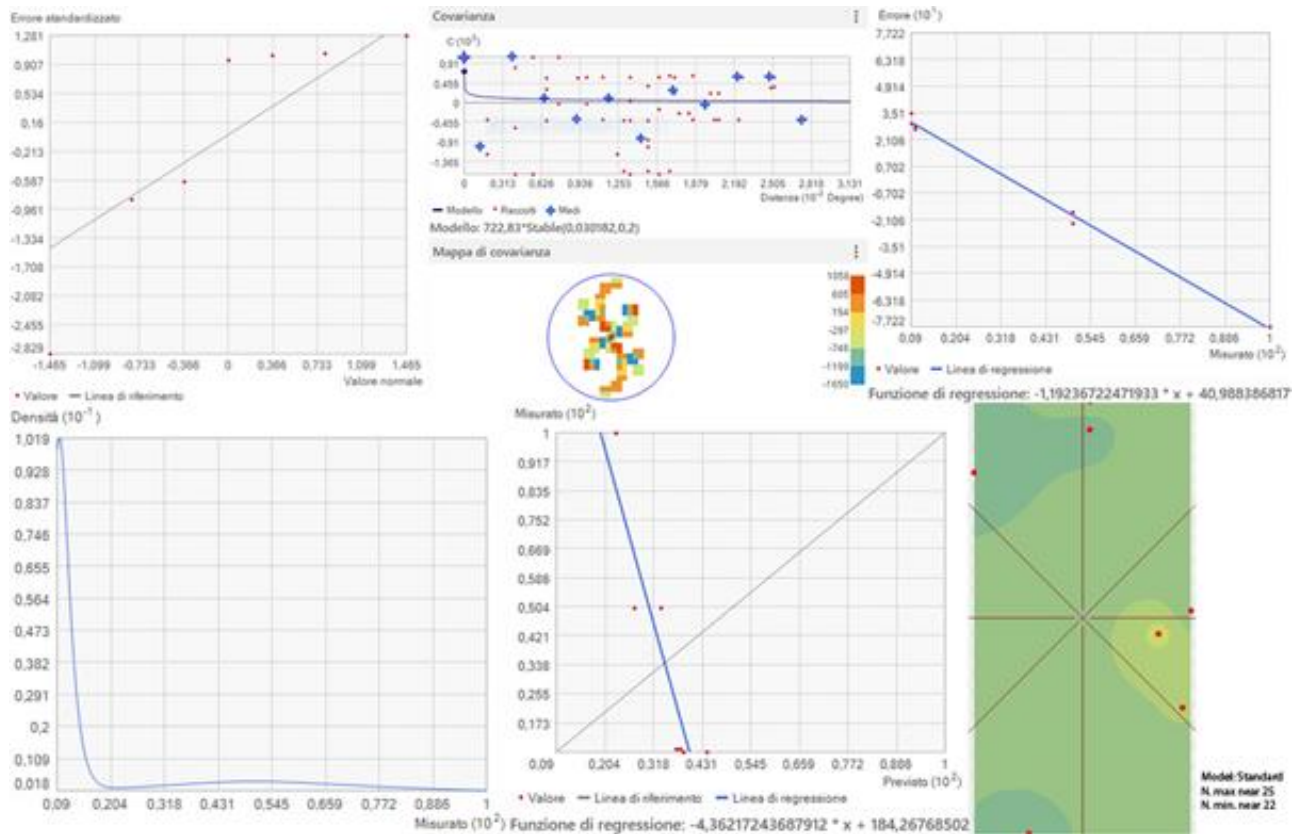 Errore standardizzato
1,281
0,907
0,534
0,16
-0,213
-0,587
-0,961
-1,334
-1,708
-2,082
-2,455
-2,829
-1,465 -1,099 -0,733 -0,366 0 0,366 0,733 1,099 1,465
Valore normale
Valore Linea di riferimento
Covarianza
C (10³)
0,91
0,455
0
-0,455
-0,91
-1,365
0 0,313 0,626 0,939 1,253 1,566 1,879 2,192 2,505 2,818 3,131
Distanza (10⁻² Degree)
Modello Raccolti Medi
Modello: 722,83*Stable(0,030182,0,2)
Mappa di covarianza
1056
605
154
-297
-748
-1199
-1650
Errore (10¹)
7,722
6,318
4,914
3,51
2,106
0,702
-0,702
-2,106
-3,51
-4,914
-6,318
-7,722
0,09 0,204 0,318 0,431 0,545 0,659 0,772 0,886 1
Misurato (10²)
Valore Linea di regressione
Funzione di regressione: -1,19236722471933 * x + 40,988386817
Densità (10⁻¹)
1,019
0,928
0,837
0,746
0,655
0,564
0,473
0,382
0,291
0,2
0,109
0,018
0,09 0,204 0,318 0,431 0,545 0,659 0,772 0,886 1
Misurato (10²)
Misurato (10²)
1
0,917
0,835
0,752
0,669
0,586
0,504
0,421
0,338
0,255
0,173
0,09 0,204 0,318 0,431 0,545 0,659 0,772 0,886 1
Previsto (10²)
Valore Linea di riferimento Linea di regressione
Funzione di regressione: -4,36217243687912 * x + 184,26768502
Model: Standard
N. max near 25
N. min. near 22